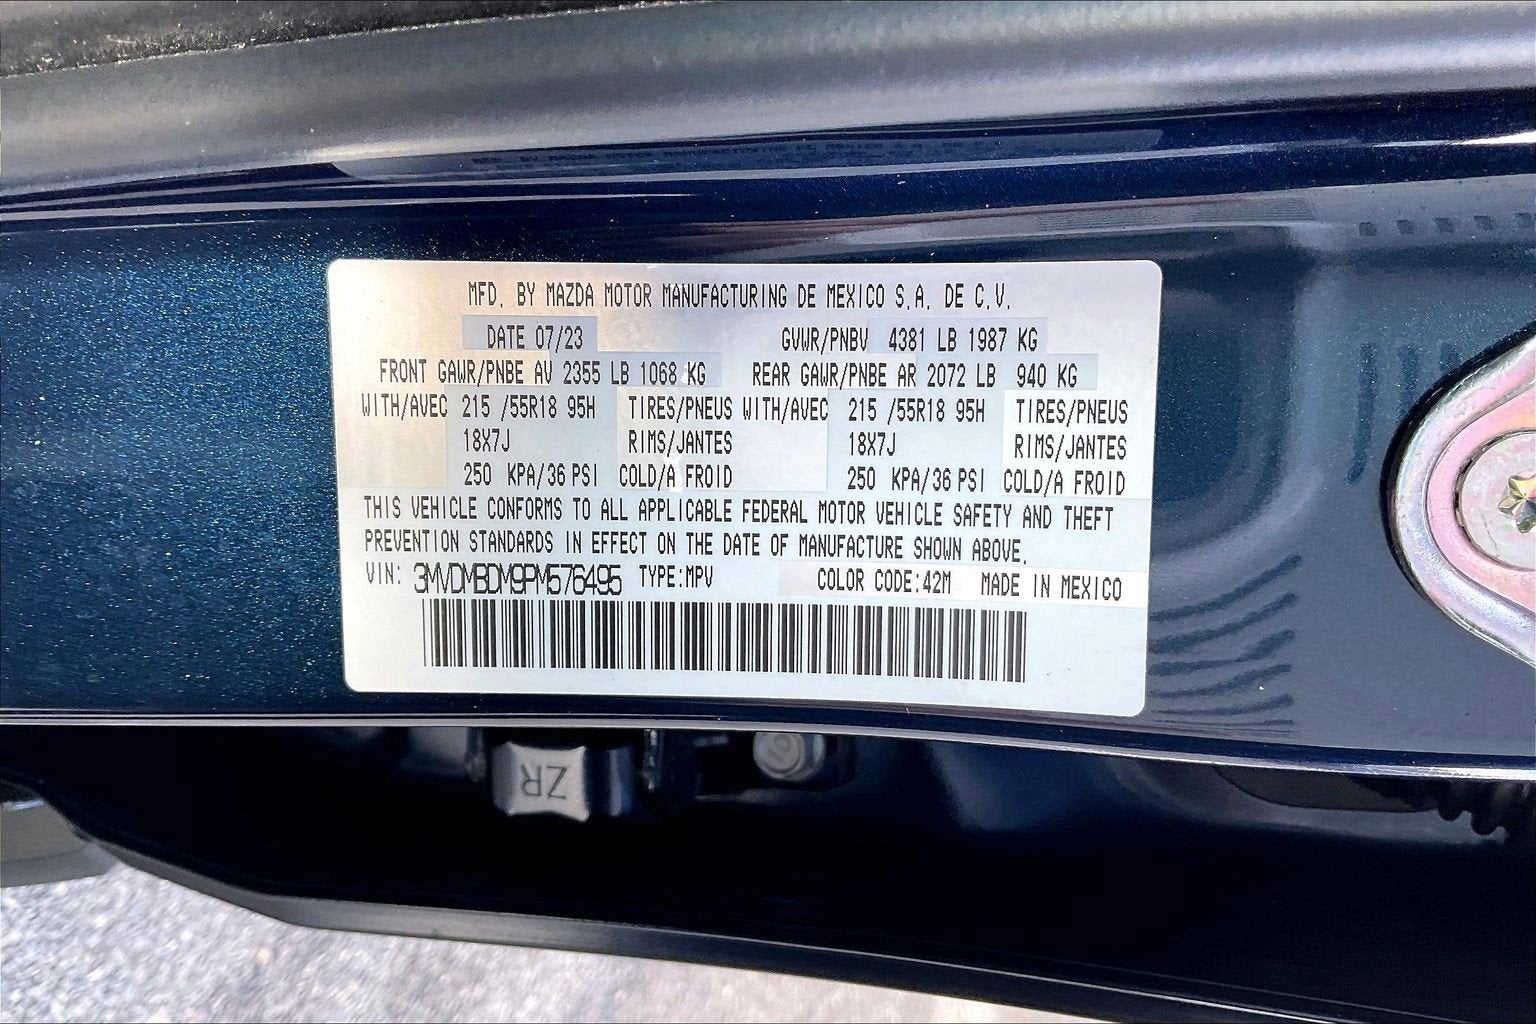 MFD. BY MAZDA MOTOR MANUFACTURING DE MEXICO S.A. DE C.V.
DATE 07/23 GVWR/PNBV 4381 LB 1987 KG
FRONT GAWR/PNBE AV 2355 LB 1068 KG REAR GAWR/PNBE AR 2072 LB 940 KG
WITH/AVEC 215 /55R18 95H TIRES/PNEUS WITH/AVEC 215 /55R18 95H TIRES/PNEUS
18X7J RIMS/JANTES 18X7J RIMS/JANTES
250 KPA/36 PSI COLD/A FROID 250 KPA/36 PSI COLD/A FROID
THIS VEHICLE CONFORMS TO ALL APPLICABLE FEDERAL MOTOR VEHICLE SAFETY AND THEFT
PREVENTION STANDARDS IN EFFECT ON THE DATE OF MANUFACTURE SHOWN ABOVE.
VIN: 3MVDMBDM9PM576495 TYPE:MPV COLOR CODE:42M MADE IN MEXICO
ZR